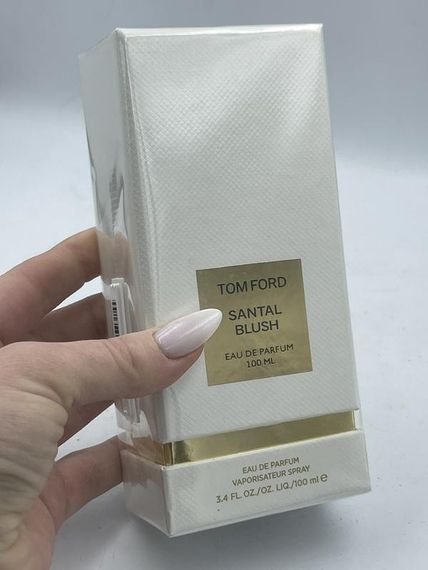 TOM FORD
SANTAL
BLUSH
EAU DE PARFUM
100 ML
EAU DE PARFUM
VAPORISATEUR SPRAY
3.4 FL. OZ./OZ. LIQ./100 ml ℮